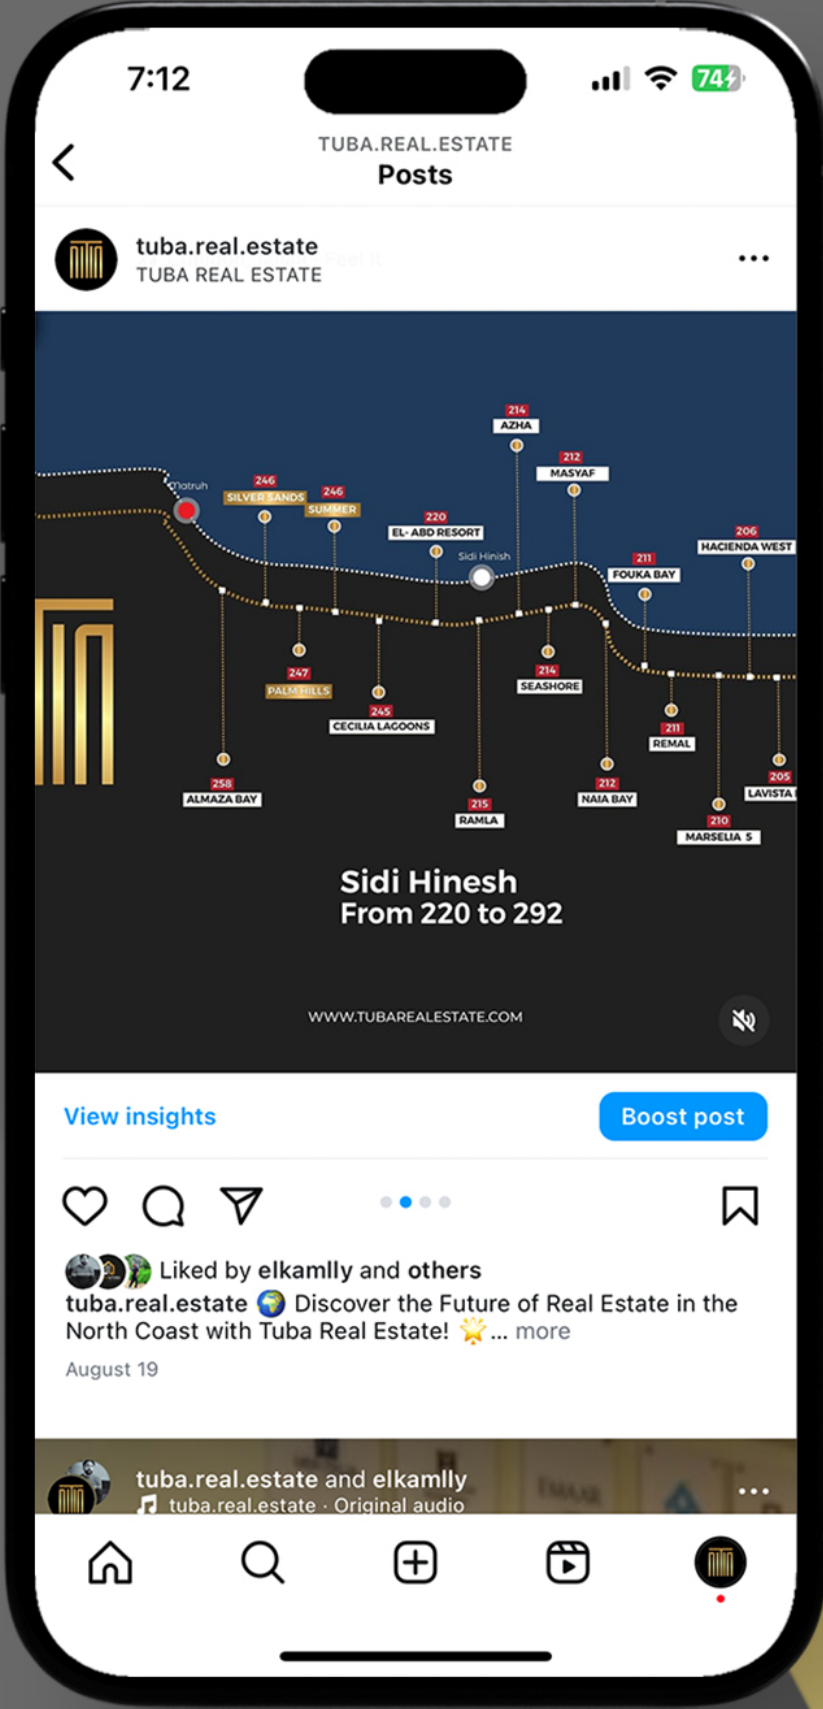 7:12
74
TUBA.REAL.ESTATE
Posts
tuba.real.estate
TUBA REAL ESTATE
214
AZHA
212
MASYAF
Matruh
246
SILVER SANDS
246
SUMMER
220
EL- ABD RESORT
Sidi Hinish
211
FOUKA BAY
206
HACIENDA WEST
247
PALM HILLS
245
CECILIA LAGOONS
214
SEASHORE
211
REMAL
258
ALMAZA BAY
215
RAMLA
212
NAIA BAY
205
LAVISTA
210
MARSELIA 5
Sidi Hinesh
From 220 to 292
WWW.TUBAREALESTATE.COM
View insights
Boost post
Liked by elkamlly and others
tuba.real.estate 🌍 Discover the Future of Real Estate in the
North Coast with Tuba Real Estate! 🌟... more
August 19
tuba.real.estate and elkamlly
tuba.real.estate · Original audio
EMAAR